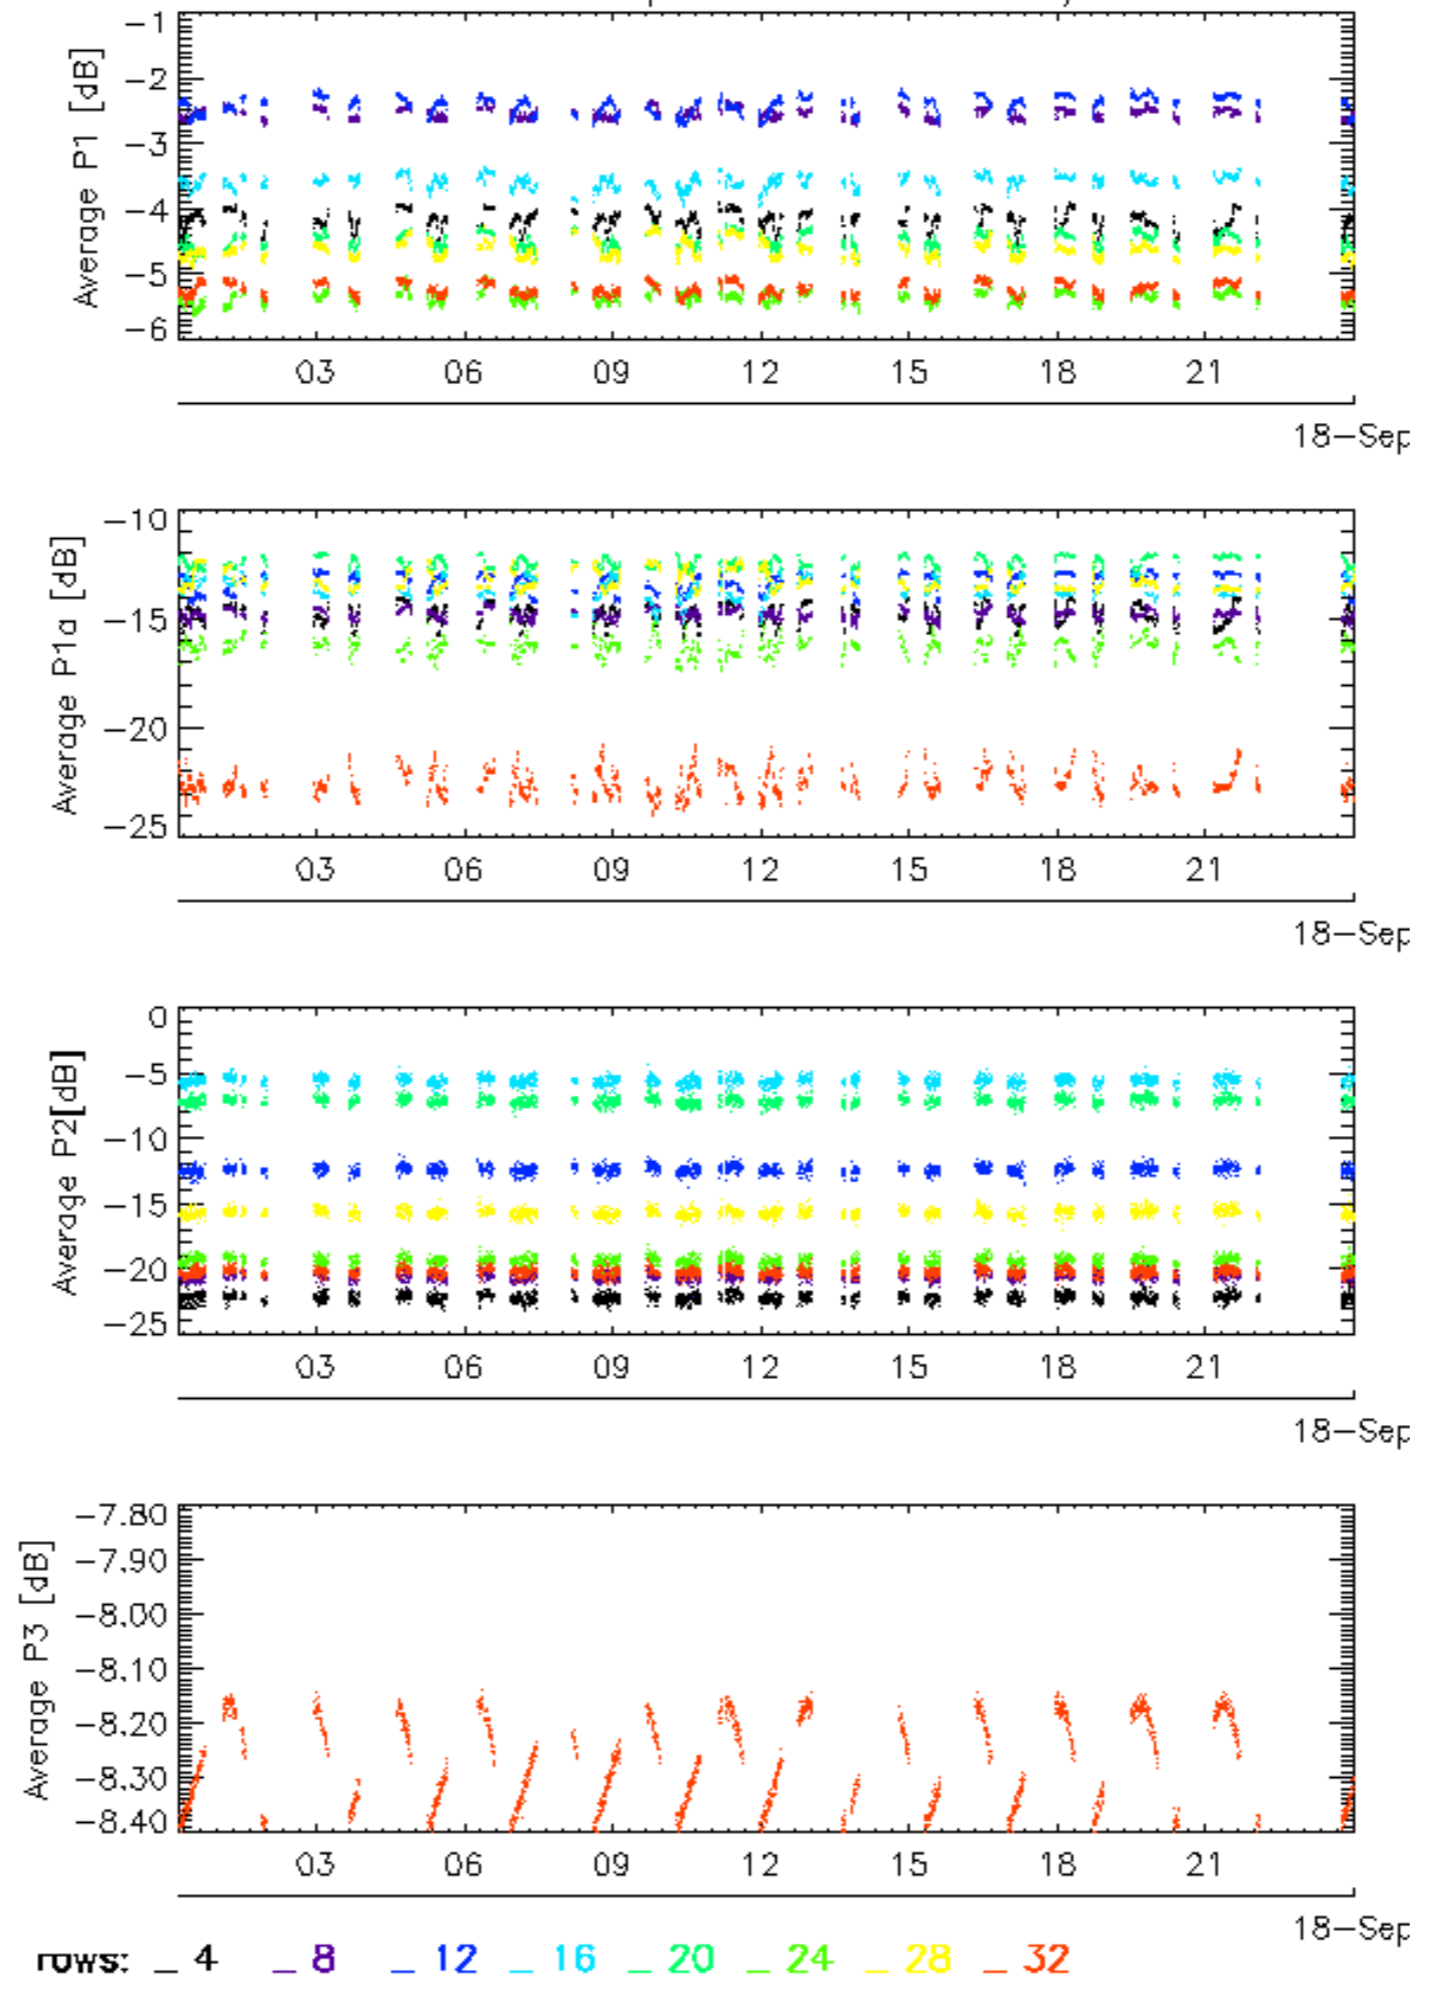 Average P1 [dB]
-1
-2
-3
-4
-5
-6
03 06 09 12 15 18 21
18-Sep
Average P1a [dB]
-10
-15
-20
-25
03 06 09 12 15 18 21
18-Sep
Average P2[dB]
0
-5
-10
-15
-20
-25
03 06 09 12 15 18 21
18-Sep
Average P3 [dB]
-7.80
-7.90
-8.00
-8.10
-8.20
-8.30
-8.40
03 06 09 12 15 18 21
18-Sep
rows: _ 4 _ 8 _ 12 _ 16 _ 20 _ 24 _ 28 _ 32